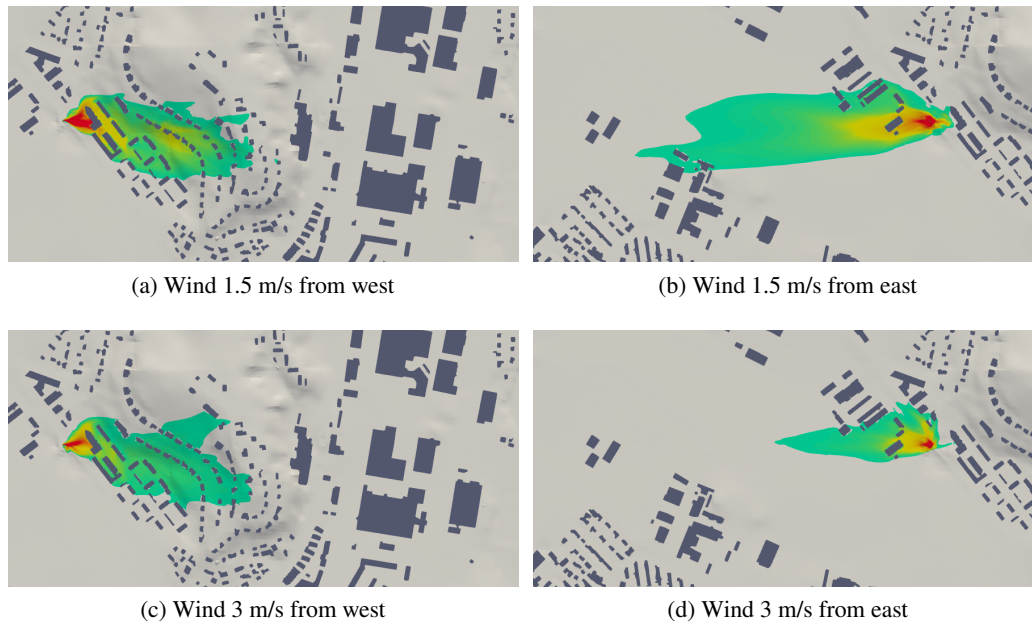 (a) Wind 1.5 m/s from west
(b) Wind 1.5 m/s from east
(c) Wind 3 m/s from west
(d) Wind 3 m/s from east